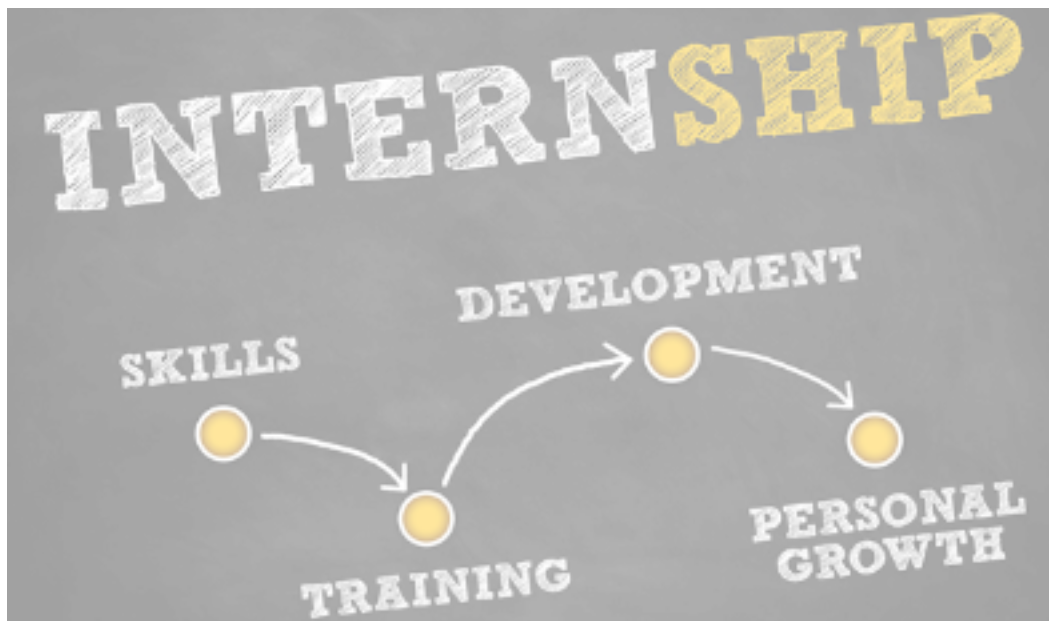 INTERNSHIP
SKILLS
TRAINING
DEVELOPMENT
PERSONAL
GROWTH